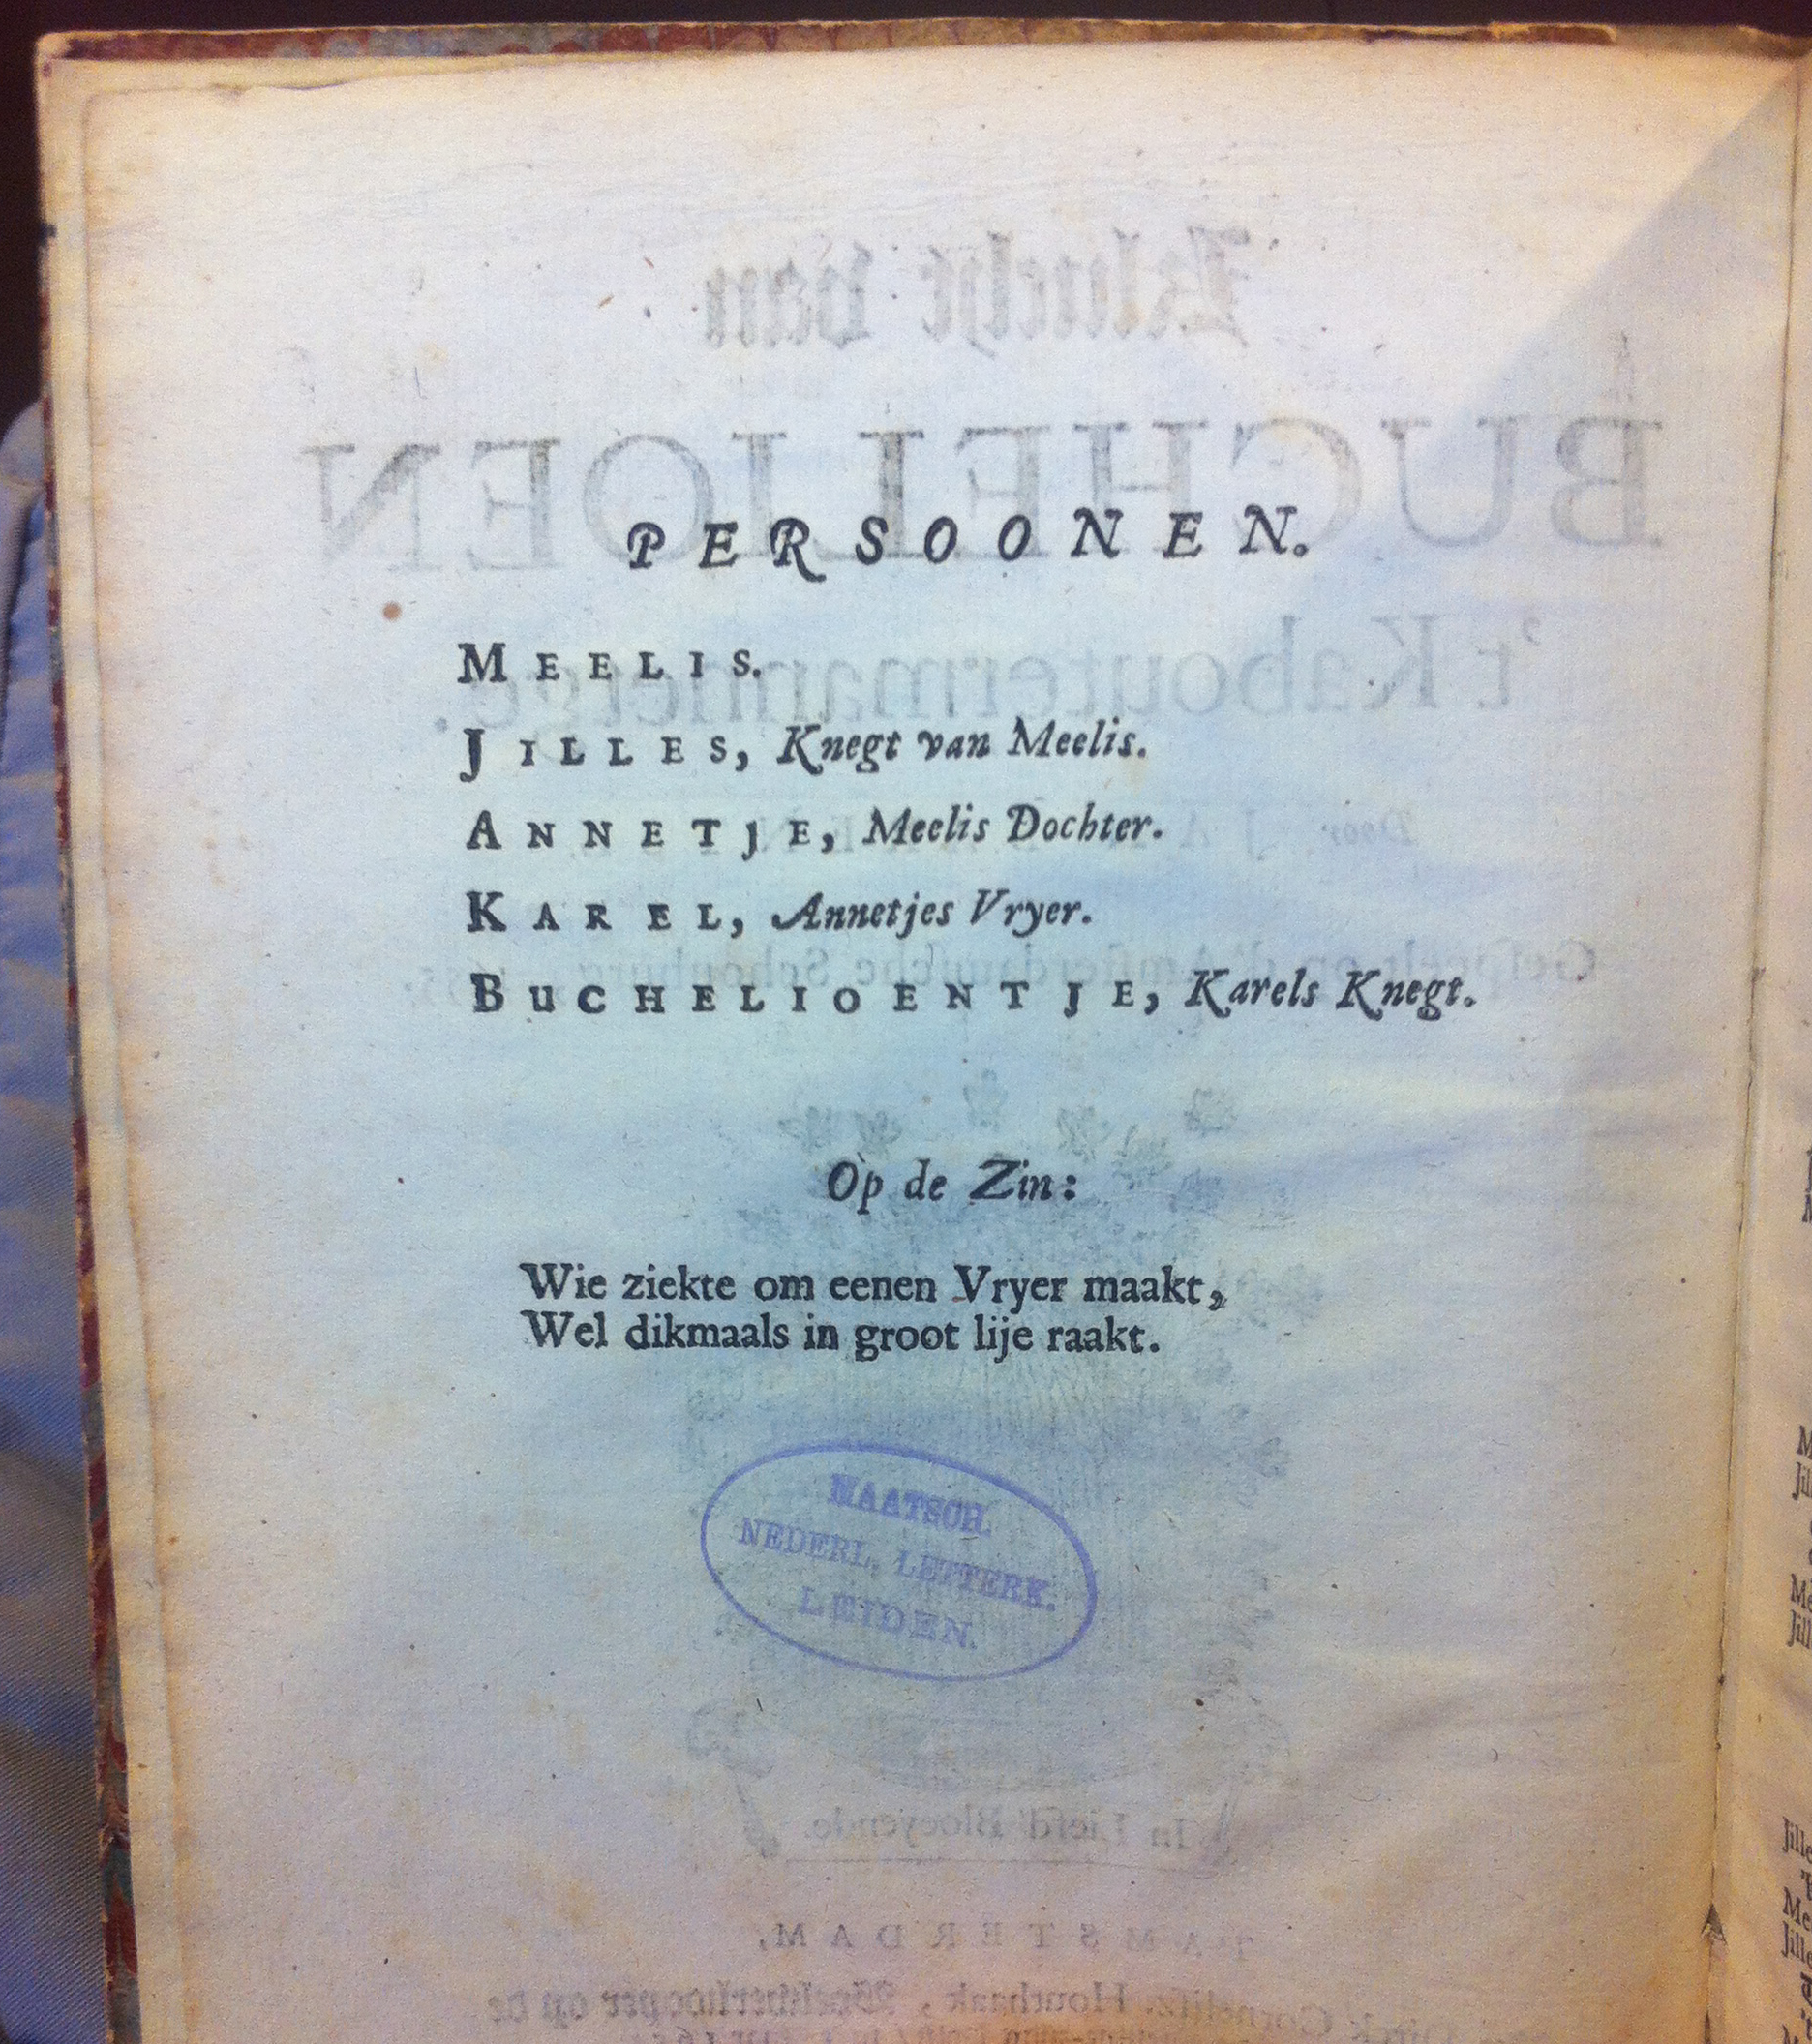 PERSOONEN.
MEELIS.
JILLES, Knegt van Meelis.
ANNETJE, Meelis Dochter.
KAREL, Annetjes Vryer.
BUCHELIOENTJE, Karels Knegt.
Op de Zin:
Wie ziekte om eenen Vryer maakt,
Wel dikmaals in groot lije raakt.
MAATSCH.
NEDERL. LETTERK.
LEIDEN.